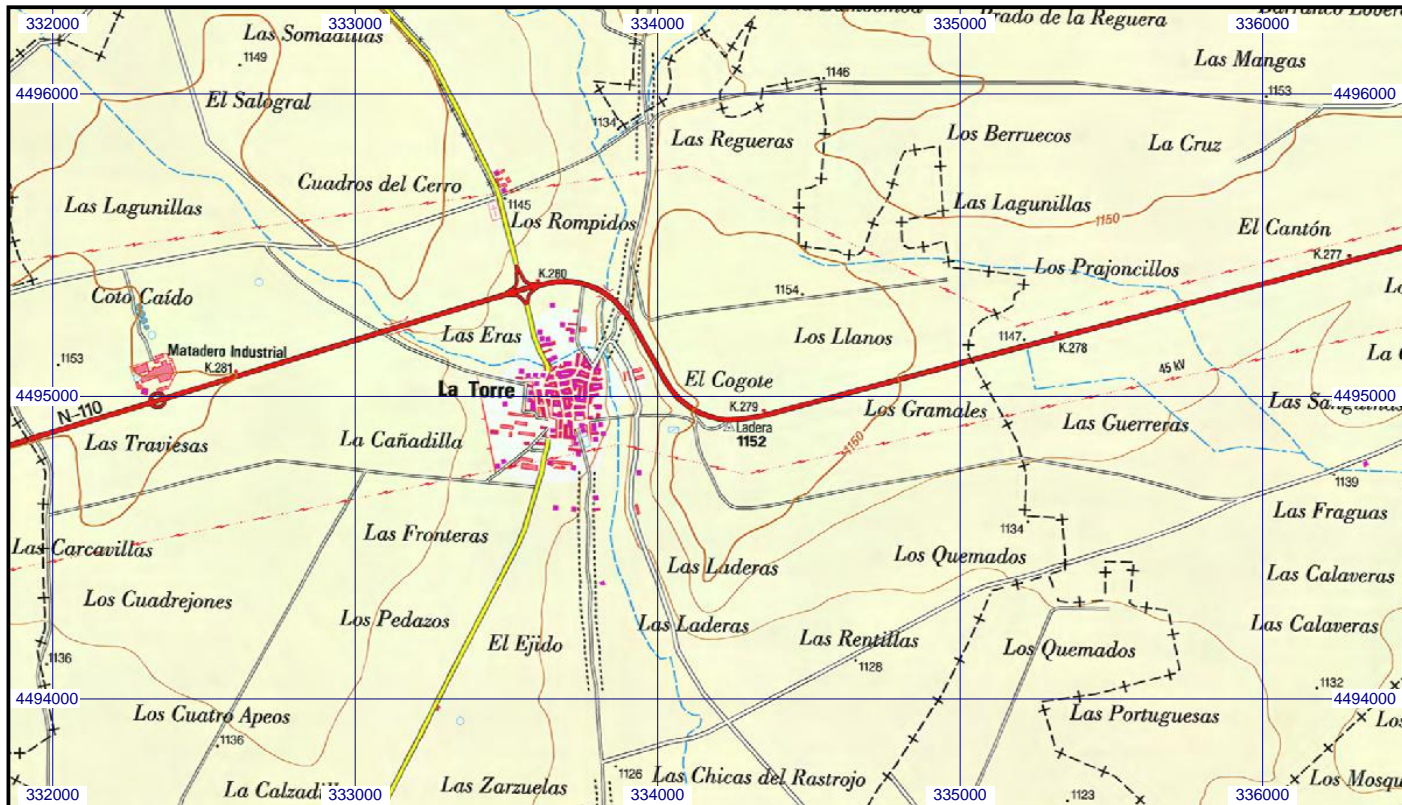 332000
333000
334000
335000
336000
Prado de la Reguera
Las Somadillas
1149
1146
Las Mangas
4496000
4496000
1153
El Salogral
1134
Las Regueras
Los Berruecos
La Cruz
Cuadros del Cerro
1145
Las Lagunillas
Los Rompidos
Las Lagunillas
1150
El Cantón
K.277
K.280
Los Prajoncillos
Coto Caído
1154
Las Eras
Los Llanos
1147
K.278
Matadero Industrial
1153
K.281
45 kV
El Cogote
4495000
La Torre
4495000
K.279
Los Gramales
N-110
Ladera
1152
Las Guerreras
Las Traviesas
La Cañadilla
1150
1139
Las Fraguas
1134
Las Fronteras
Las Carcavillas
Los Quemados
Las Laderas
Las Calaveras
Los Cuadrejones
Los Pedazos
Las Laderas
Las Calaveras
El Ejido
Las Rentillas
Los Quemados
1136
1128
1132
4494000
4494000
Los Cuatro Apeos
Las Portuguesas
Los
1136
1126
Las Chicas del Rastrojo
Los Mosqu
Las Zarzuelas
1123
332000
333000
334000
335000
336000